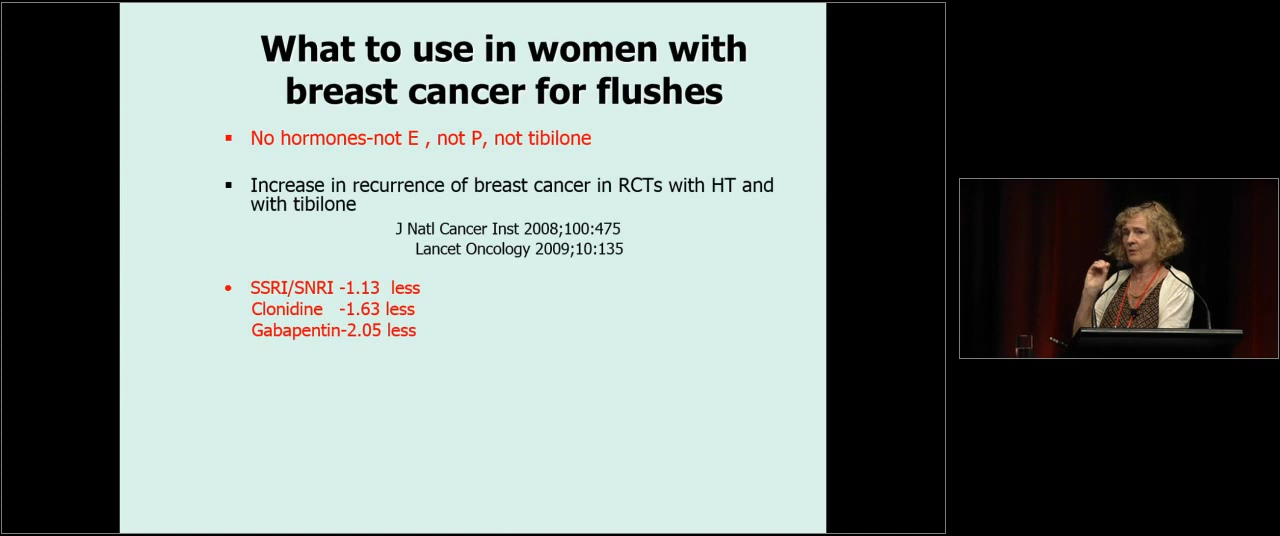 What to use in women with
breast cancer for flushes
▪ No hormones-not E , not P, not tibilone
▪ Increase in recurrence of breast cancer in RCTs with HT and
with tibilone
J Natl Cancer Inst 2008;100:475
Lancet Oncology 2009;10:135
• SSRI/SNRI -1.13 less
Clonidine -1.63 less
Gabapentin-2.05 less